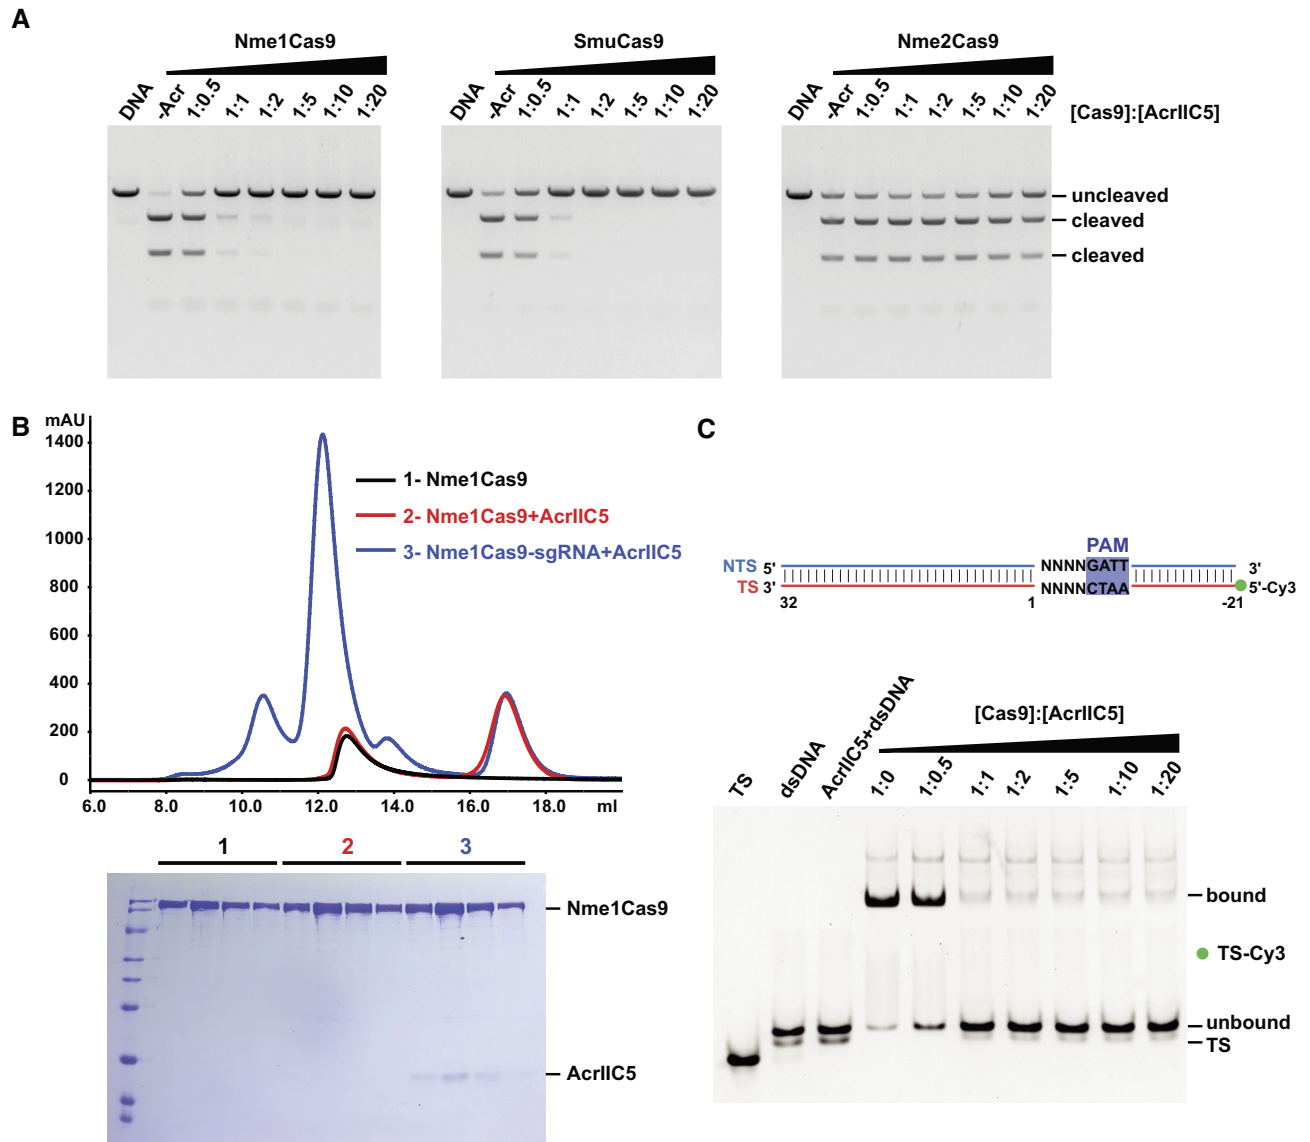 A
Nme1Cas9 SmuCas9 Nme2Cas9
DNA -Acr 1:0.5 1:1 1:2 1:5 1:10 1:20
DNA -Acr 1:0.5 1:1 1:2 1:5 1:10 1:20
DNA -Acr 1:0.5 1:1 1:2 1:5 1:10 1:20
[Cas9]:[AcrIIC5]
uncleaved
cleaved
cleaved
B
mAU
1400
1200
1000
800
600
400
200
0
6.0 8.0 10.0 12.0 14.0 16.0 ml 18.0
1- Nme1Cas9
2- Nme1Cas9+AcrIIC5
3- Nme1Cas9-sgRNA+AcrIIC5
1 2 3
Nme1Cas9
AcrIIC5
C
PAM
NTS 5' NNNNGATT 3'
TS 3' NNNNCTAA 5'-Cy3
32 1 -21
[Cas9]:[AcrIIC5]
TS dsDNA AcrIIC5+dsDNA 1:0 1:0.5 1:1 1:2 1:5 1:10 1:20
bound
TS-Cy3
unbound
TS